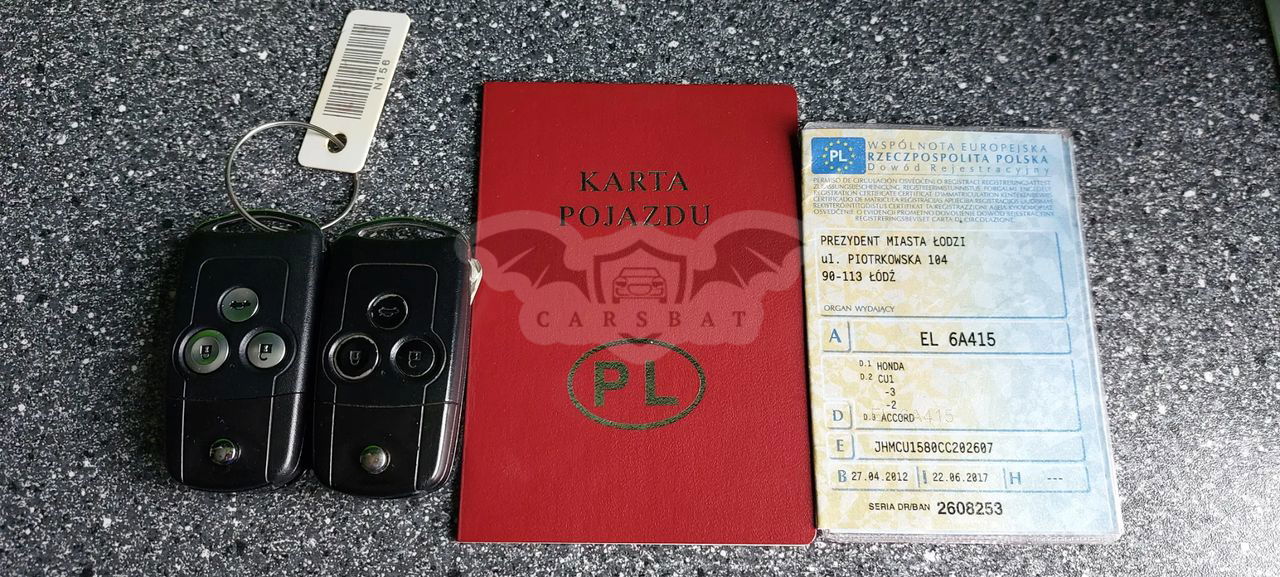 N156
KARTA
POJAZDU
CARSBAT
PL
PL
WSPÓLNOTA EUROPEJSKA
RZECZPOSPOLITA POLSKA
Dowód Rejestracyjny
PREZYDENT MIASTA ŁODZI
ul. PIOTRKOWSKA 104
90-113 ŁÓDŹ
ORGAN WYDAJĄCY
A EL 6A415
D.1 HONDA
D.2 CU1
-3
-2
D D.3 ACCORD
E JHMCU1580CC202607
B 27.04.2012 I 22.06.2017 H ---
SERIA DR/BAN 2608253